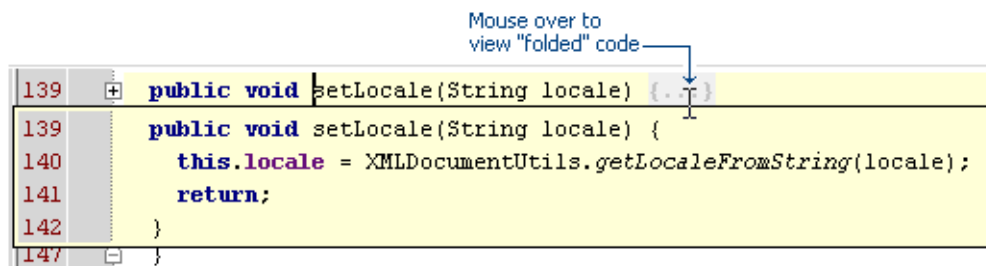 Mouse over to
view "folded" code
139 public void setLocale(String locale) {...}
139 public void setLocale(String locale) {
140 this.locale = XMLDocumentUtils.getLocaleFromString(locale);
141 return;
142 }
147 }